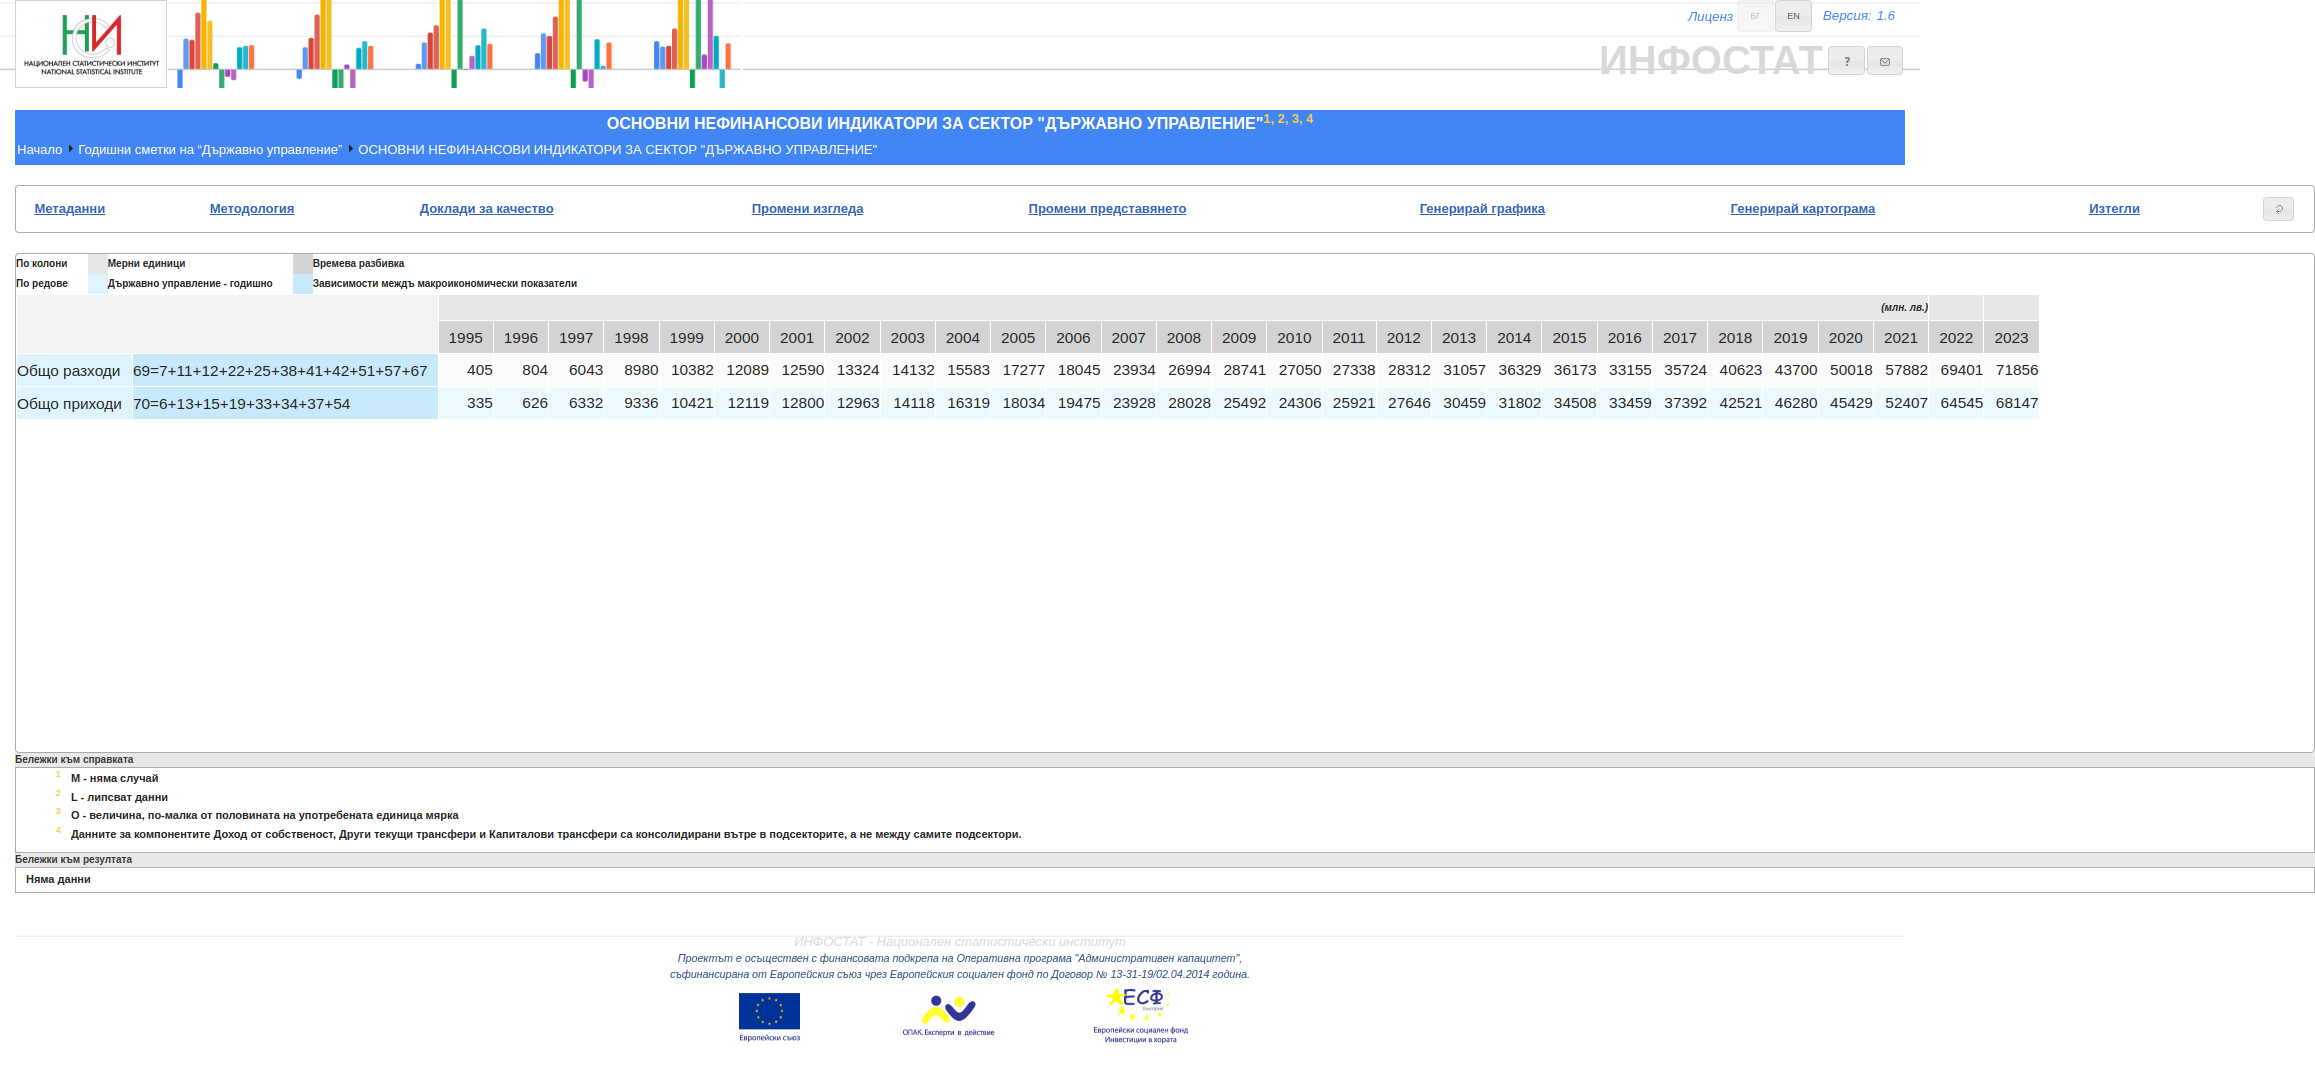 НАЦИОНАЛЕН СТАТИСТИЧЕСКИ ИНСТИТУТ
NATIONAL STATISTICAL INSTITUTE
Лиценз БГ EN Версия: 1.6
ИНФОСТАТ ?
ОСНОВНИ НЕФИНАНСОВИ ИНДИКАТОРИ ЗА СЕКТОР "ДЪРЖАВНО УПРАВЛЕНИЕ"1, 2, 3, 4
Начало Годишни сметки на “Държавно управление” ОСНОВНИ НЕФИНАНСОВИ ИНДИКАТОРИ ЗА СЕКТОР "ДЪРЖАВНО УПРАВЛЕНИЕ"
Метаданни Методология Доклади за качество Промени изгледа Промени представянето Генерирай графика Генерирай картограма Изтегли
По колони Мерни единици Времева разбивка
По редове Държавно управление - годишно Зависимости междъ макроикономически показатели
(млн. лв.)
1995 1996 1997 1998 1999 2000 2001 2002 2003 2004 2005 2006 2007 2008 2009 2010 2011 2012 2013 2014 2015 2016 2017 2018 2019 2020 2021 2022 2023
Общо разходи 69=7+11+12+22+25+38+41+42+51+57+67 405 804 6043 8980 10382 12089 12590 13324 14132 15583 17277 18045 23934 26994 28741 27050 27338 28312 31057 36329 36173 33155 35724 40623 43700 50018 57882 69401 71856
Общо приходи 70=6+13+15+19+33+34+37+54 335 626 6332 9336 10421 12119 12800 12963 14118 16319 18034 19475 23928 28028 25492 24306 25921 27646 30459 31802 34508 33459 37392 42521 46280 45429 52407 64545 68147
Бележки към справката
1 М - няма случай
2 L - липсват данни
3 О - величина, по-малка от половината на употребената единица мярка
4 Данните за компонентите Доход от собственост, Други текущи трансфери и Капиталови трансфери са консолидирани вътре в подсекторите, а не между самите подсектори.
Бележки към резултата
Няма данни
ИНФОСТАТ - Национален статистически институт
Проектът е осъществен с финансовата подкрепа на Оперативна програма "Административен капацитет",
съфинансирана от Европейския съюз чрез Европейския социален фонд по Договор № 13-31-19/02.04.2014 година.
ЕСФ
България
Европейски съюз ОПАК. Експерти в действие Европейски социален фонд
Инвестиции в хората